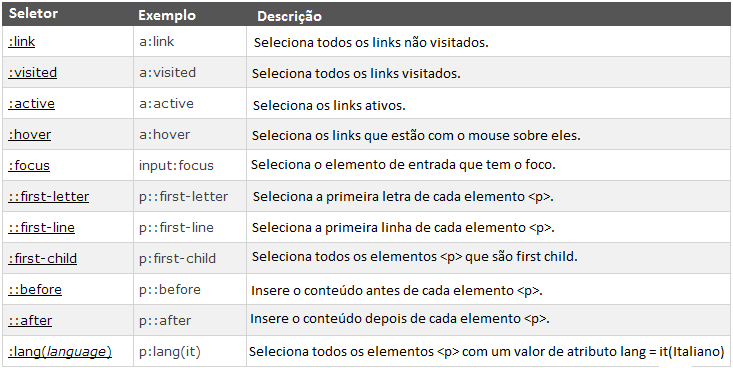 Seletor Exemplo Descrição
:link a:link Seleciona todos os links não visitados.
:visited a:visited Seleciona todos os links visitados.
:active a:active Seleciona os links ativos.
:hover a:hover Seleciona os links que estão com o mouse sobre eles.
:focus input:focus Seleciona o elemento de entrada que tem o foco.
::first-letter p::first-letter Seleciona a primeira letra de cada elemento <p>.
::first-line p::first-line Seleciona a primeira linha de cada elemento <p>.
:first-child p:first-child Seleciona todos os elementos <p> que são first child.
::before p::before Insere o conteúdo antes de cada elemento <p>.
::after p::after Insere o conteúdo depois de cada elemento <p>.
:lang(language) p:lang(it) Seleciona todos os elementos <p> com um valor de atributo lang = it(Italiano)